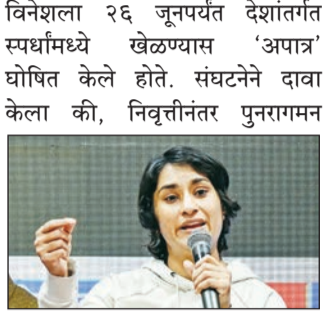 विनेशला २६ जूनपर्यंत देशांतर्गत
स्पर्धांमध्ये खेळण्यास ‘अपात्र’
घोषित केले होते. संघटनेने दावा
केला की, निवृत्तीनंतर पुनरागमन